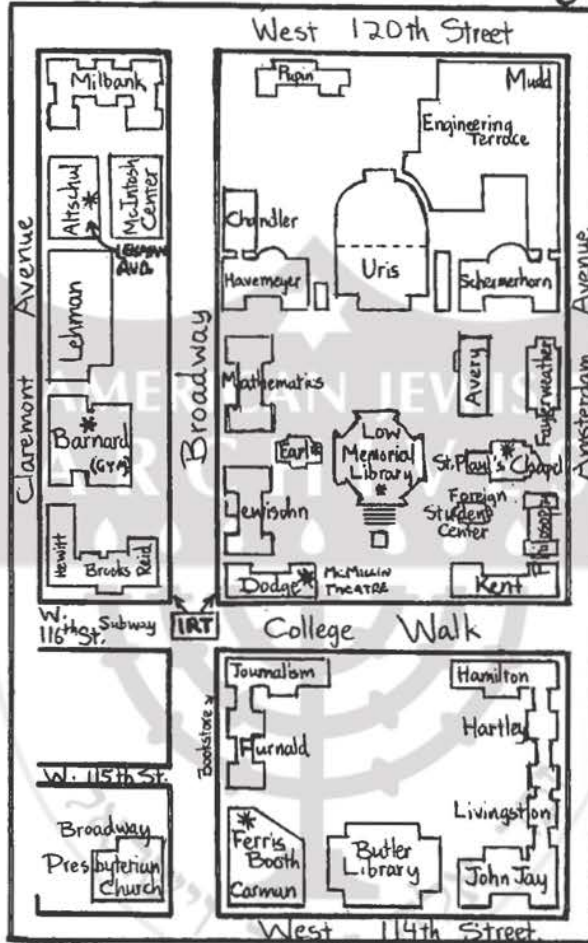 West 120th Street
Milbank
Pupin
Mudd
Engineering
Terrace
Altschul
*
McIntosh
Center
LEHMAN
AUD.
Chandler
Uris
Havemeyer
Schermerhorn
Claremont Avenue
Lehman
Broadway
Amsterdam Avenue
AMERICAN JEWISH
ARCHIVES
Mathematics
Avery
Fayerweather
*
Barnard
(GYM)
Earl *
Low
Memorial
Library
*
*
St. Paul's Chapel
Foreign
Student
Center
Philosophy
Lewisohn
Hewitt
Brooks
Reid
Dodge *
McMILLIN
THEATRE
Kent
W.
116th St.
Subway
IRT
College Walk
Journalism
Hamilton
Bookstore
Furnald
Hartley
W. 115th St.
Livingston
Broadway
Presbyterian
Church
*
Ferris
Booth
Carman
Butler
Library
John Jay
West 114th Street